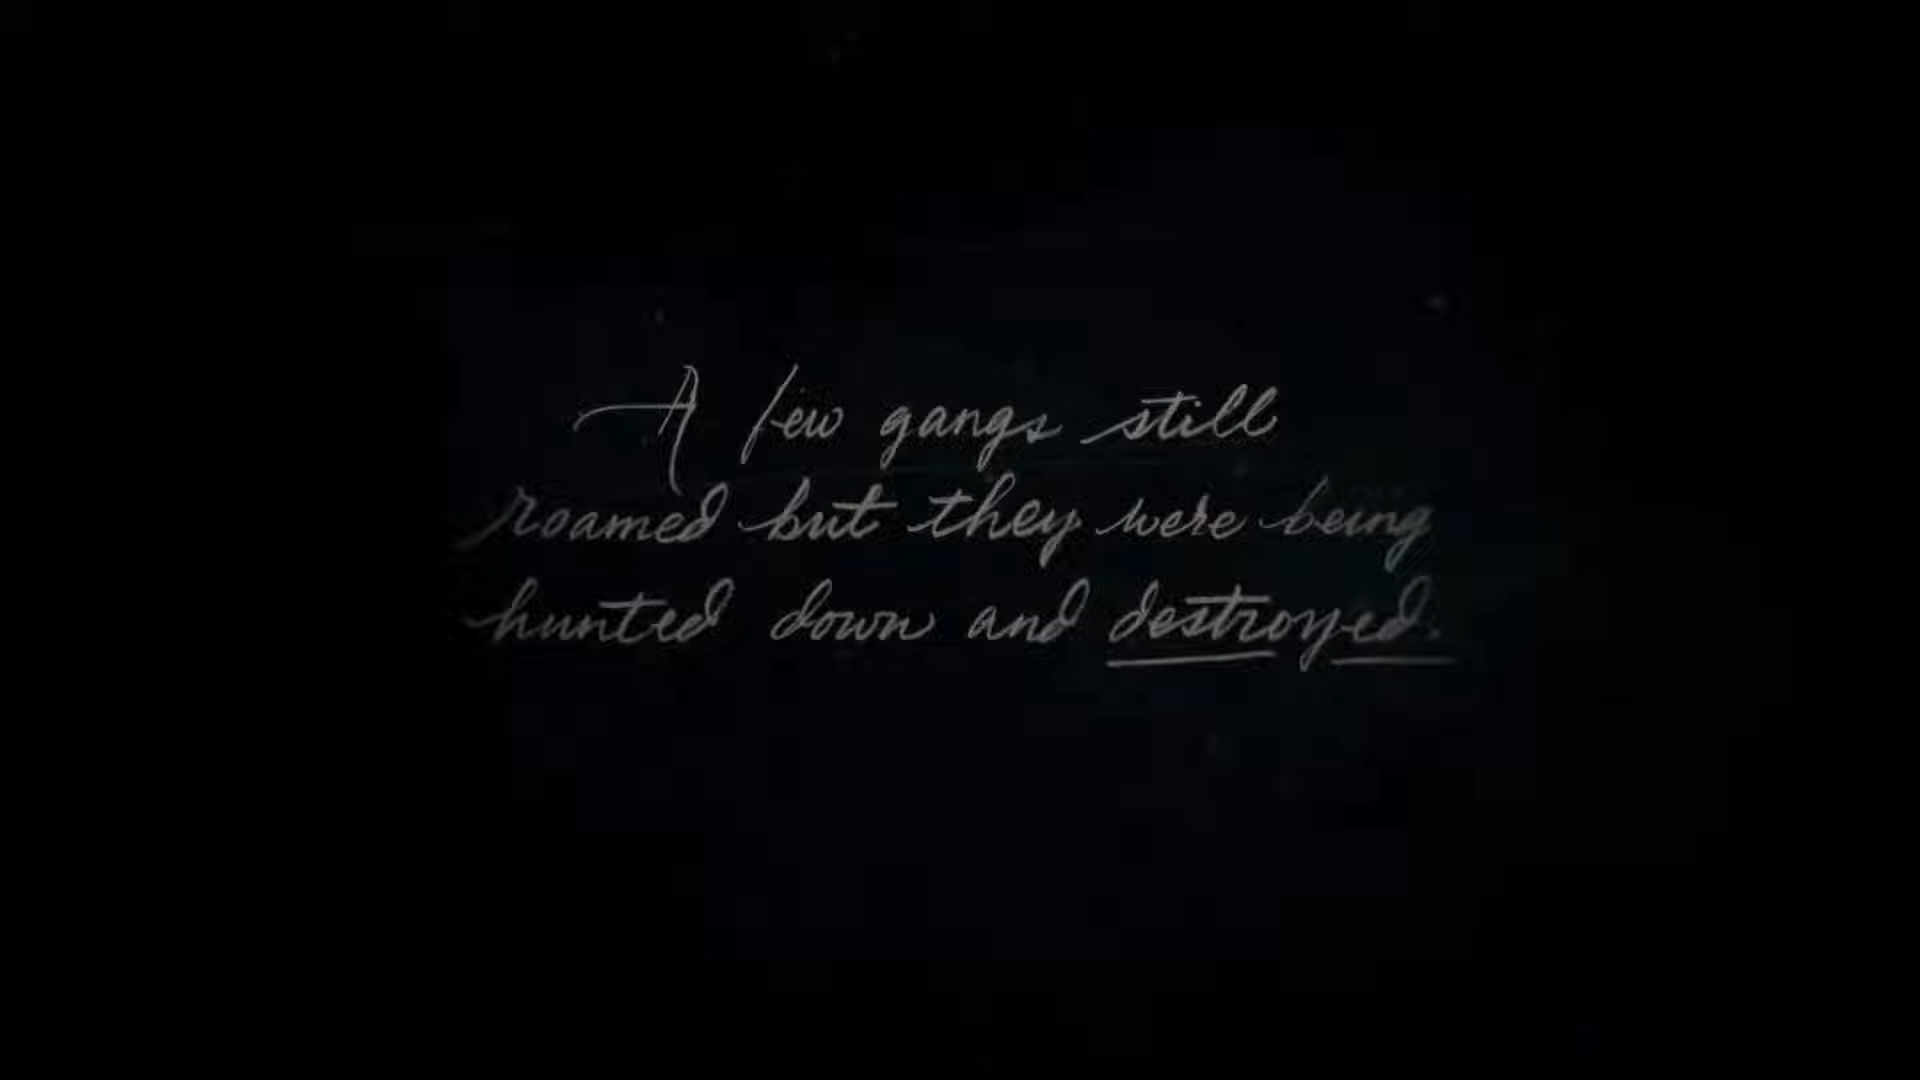 A few gangs still
roamed but they were being
hunted down and destroyed.